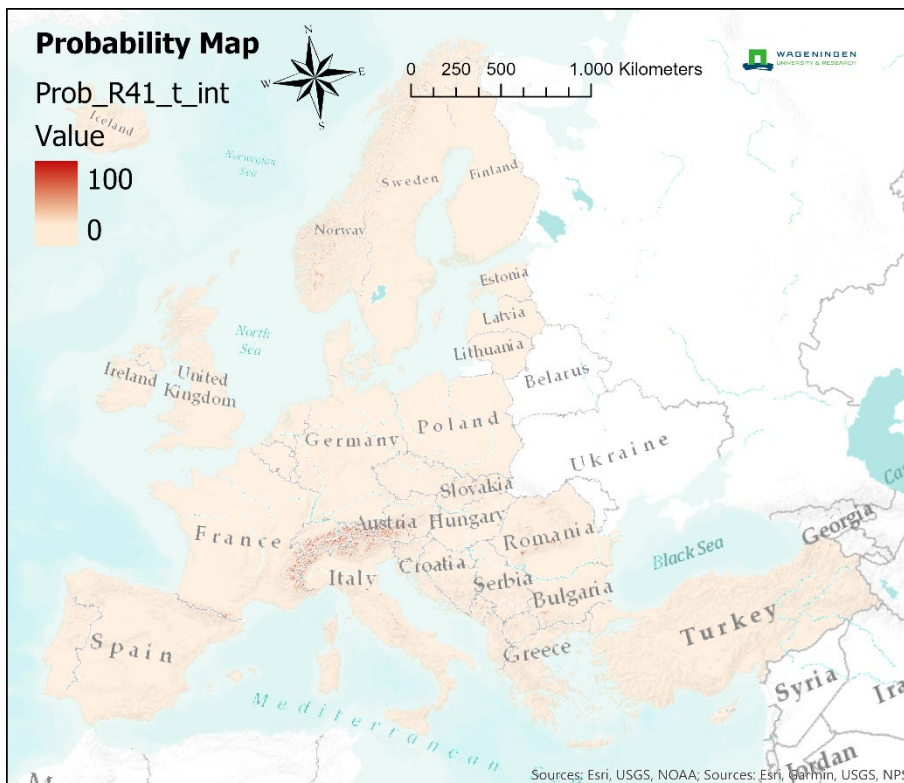 Probability Map
Prob_R41_t_int
Value
100
0
N
W
E
S
0 250 500 1.000 Kilometers
WAGENINGEN
UNIVERSITY & RESEARCH
Iceland
Norwegian
Sea
Sweden
Finland
Norway
Estonia
Latvia
Lithuania
North
Sea
Ireland
United
Kingdom
Belarus
Poland
Germany
Ukraine
Slovakia
Austria
Hungary
France
Romania
Croatia
Italy
Serbia
Bulgaria
Black Sea
Georgia
Spain
Greece
Turkey
Syria
Mediterranean
Jordan
Sources: Esri, USGS, NOAA; Sources: Esri, Garmin, USGS, NPS